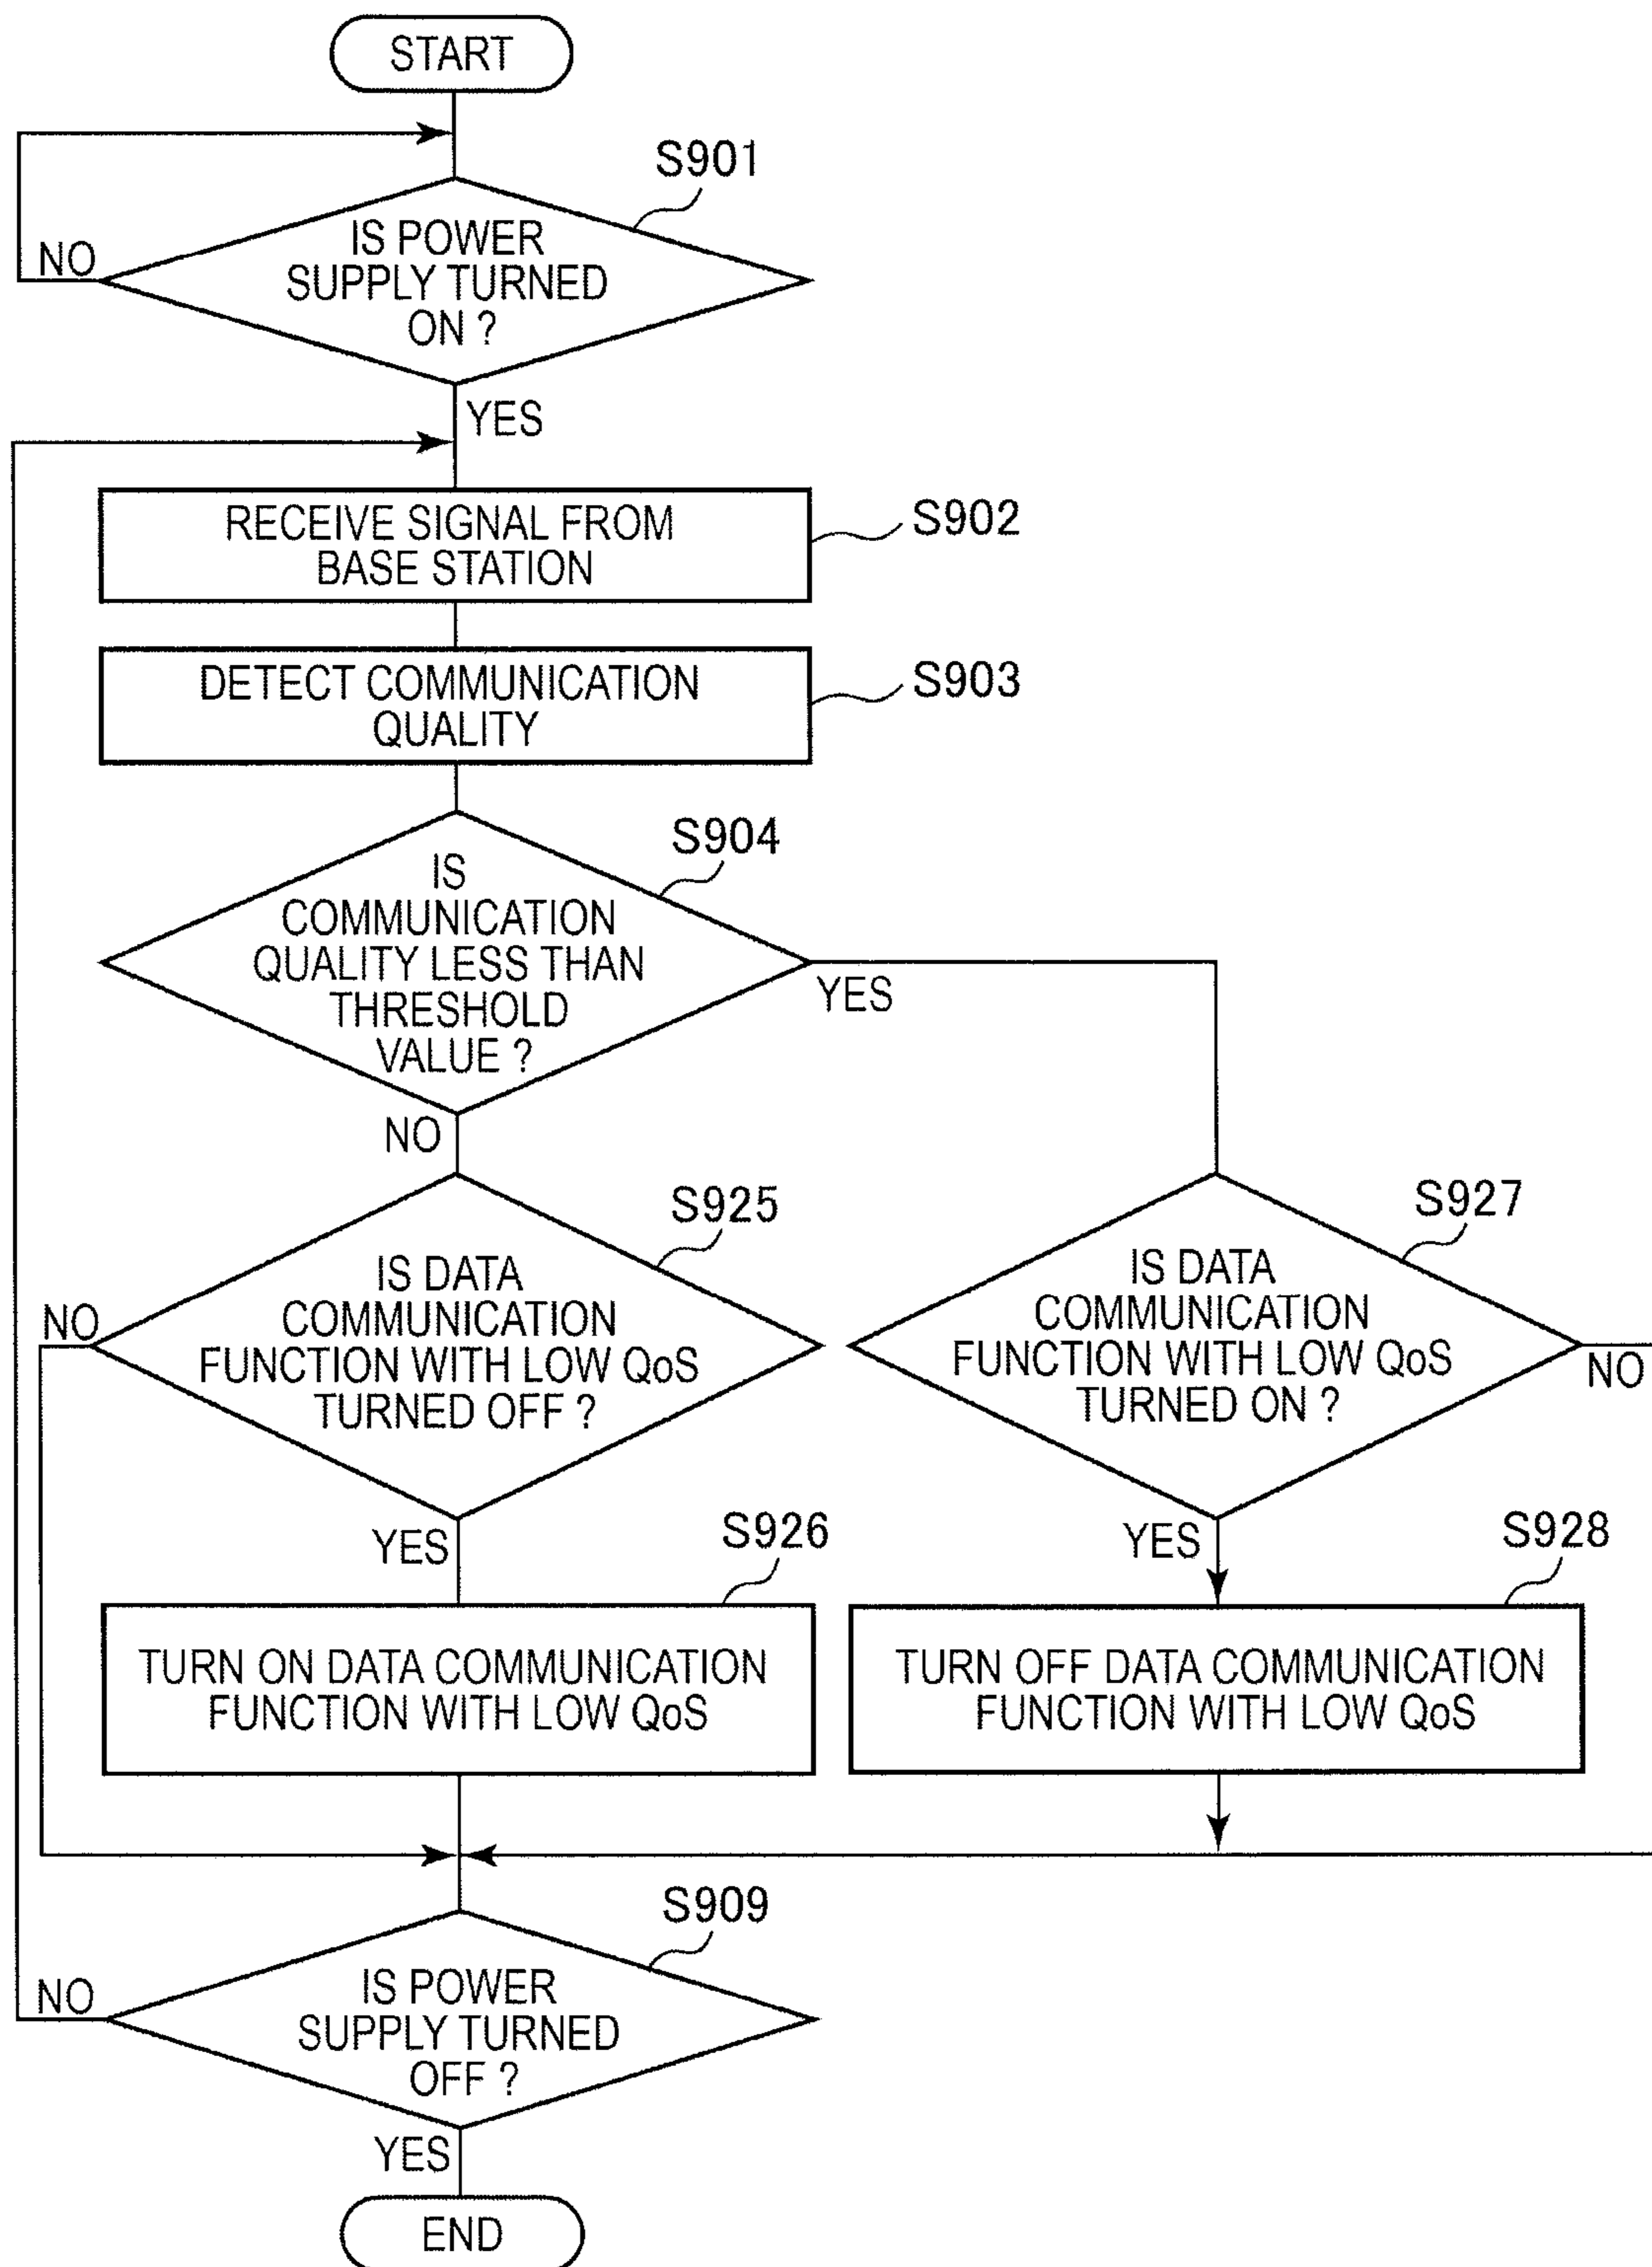 START
S901
IS POWER
SUPPLY TURNED
ON ?
NO
YES
RECEIVE SIGNAL FROM
BASE STATION
S902
DETECT COMMUNICATION
QUALITY
S903
S904
IS
COMMUNICATION
QUALITY LESS THAN
THRESHOLD
VALUE ?
YES
NO
S925
IS DATA
COMMUNICATION
FUNCTION WITH LOW QoS
TURNED OFF ?
NO
YES
S927
IS DATA
COMMUNICATION
FUNCTION WITH LOW QoS
TURNED ON ?
NO
YES
S926
TURN ON DATA COMMUNICATION
FUNCTION WITH LOW QoS
S928
TURN OFF DATA COMMUNICATION
FUNCTION WITH LOW QoS
S909
IS POWER
SUPPLY TURNED
OFF ?
NO
YES
END